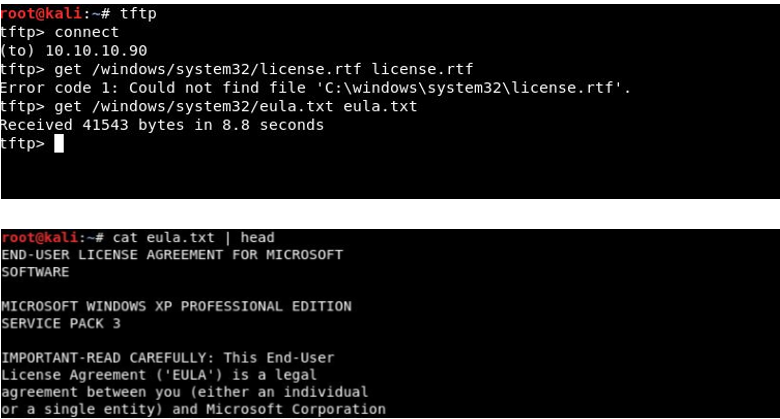 root@kali:~# tftp
tftp> connect
(to) 10.10.10.90
tftp> get /windows/system32/license.rtf license.rtf
Error code 1: Could not find file 'C:\windows\system32\license.rtf'.
tftp> get /windows/system32/eula.txt eula.txt
Received 41543 bytes in 8.8 seconds
tftp>
root@kali:~# cat eula.txt | head
END-USER LICENSE AGREEMENT FOR MICROSOFT
SOFTWARE
MICROSOFT WINDOWS XP PROFESSIONAL EDITION
SERVICE PACK 3
IMPORTANT-READ CAREFULLY: This End-User
License Agreement ('EULA') is a legal
agreement between you (either an individual
or a single entity) and Microsoft Corporation